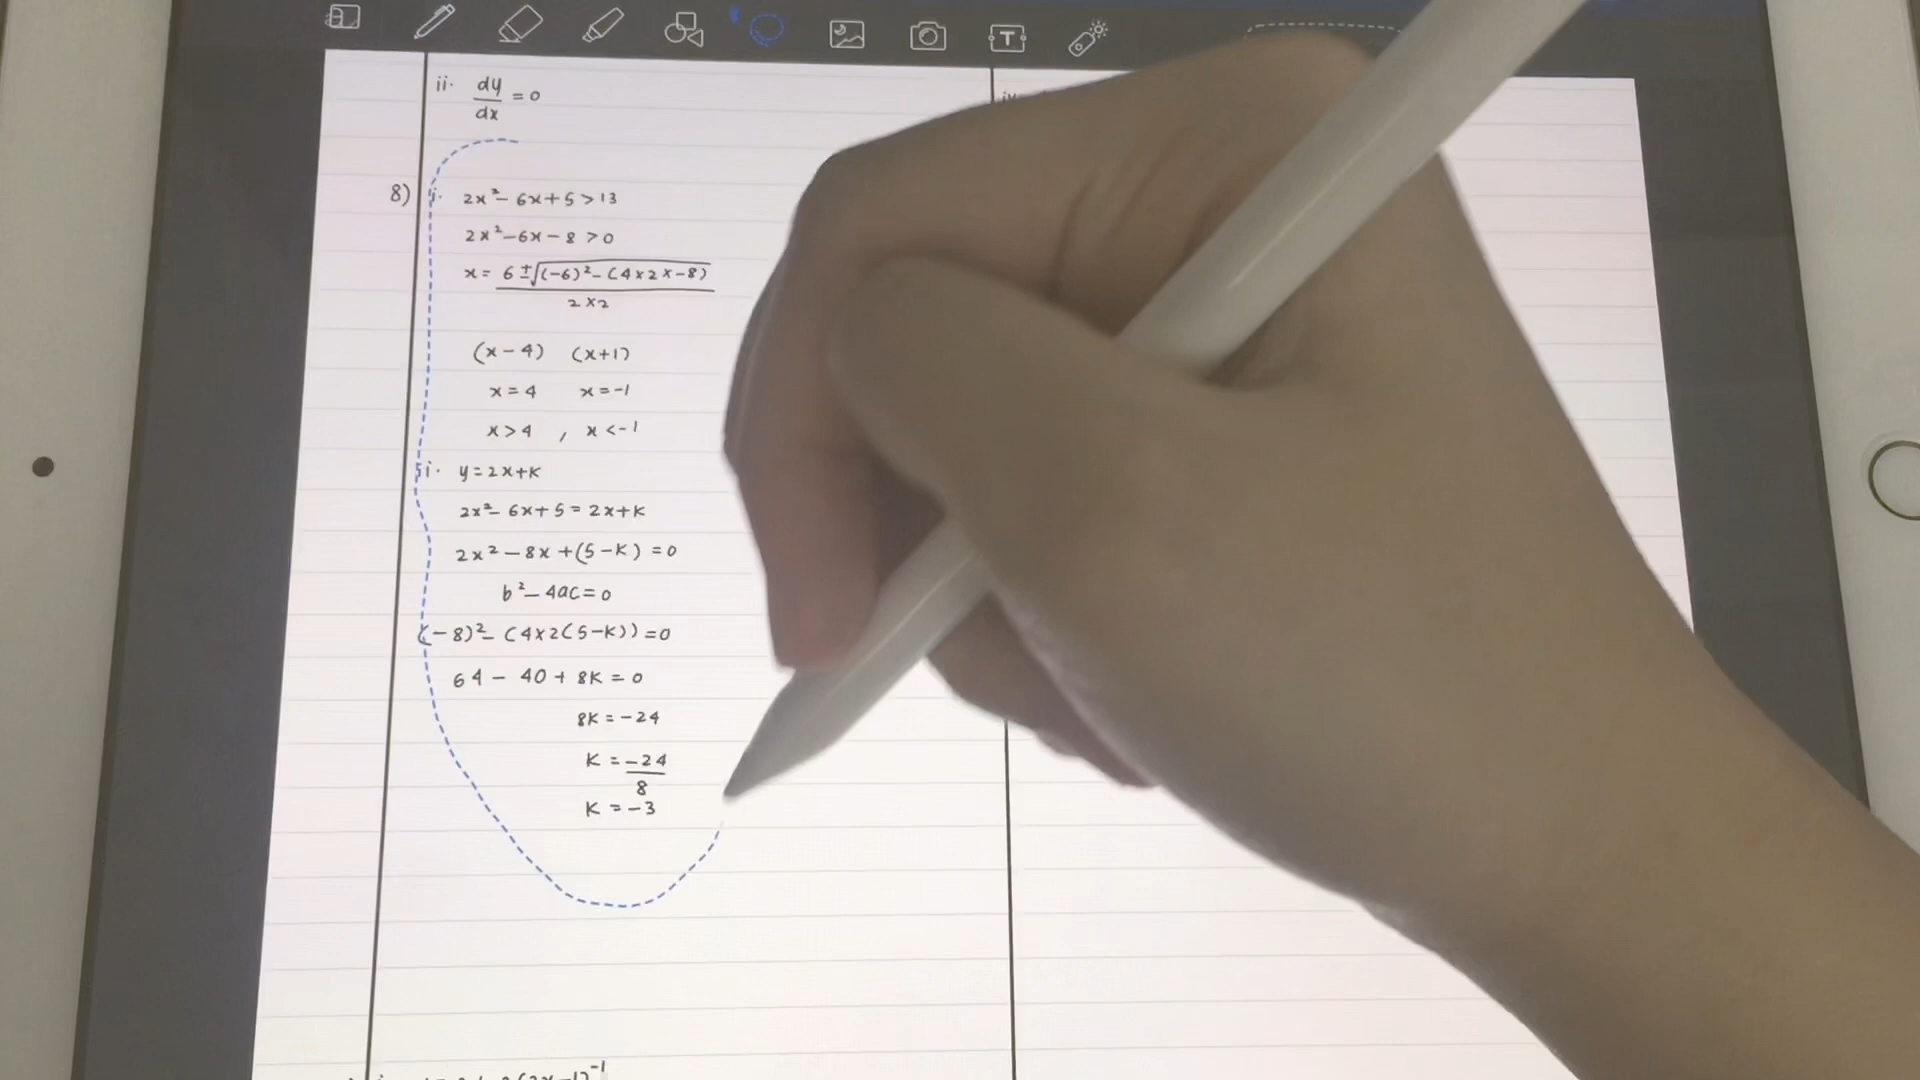 ii. dy/dx = 0
8) i. 2x² - 6x + 5 > 13
2x² - 6x - 8 > 0
x = (6 ± √((-6)² - (4 x 2 x -8))) / (2 x 2)
(x - 4) (x + 1)
x = 4 x = -1
x > 4 , x < -1
ii. y = 2x + k
2x² - 6x + 5 = 2x + k
2x² - 8x + (5 - k) = 0
b² - 4ac = 0
(-8)² - (4 x 2(5 - k)) = 0
64 - 40 + 8k = 0
8k = -24
k = -24/8
k = -3